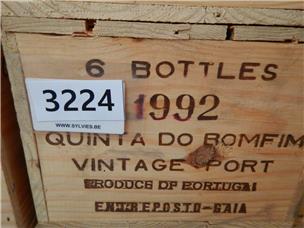 6 BOTTLES
3224
WWW.SYLVIES.BE
1992
QUINTA DO BOMFIM
VINTAGE PORT
PRODUCE OF PORTUGAL
ENTREPOSTO-GAIA